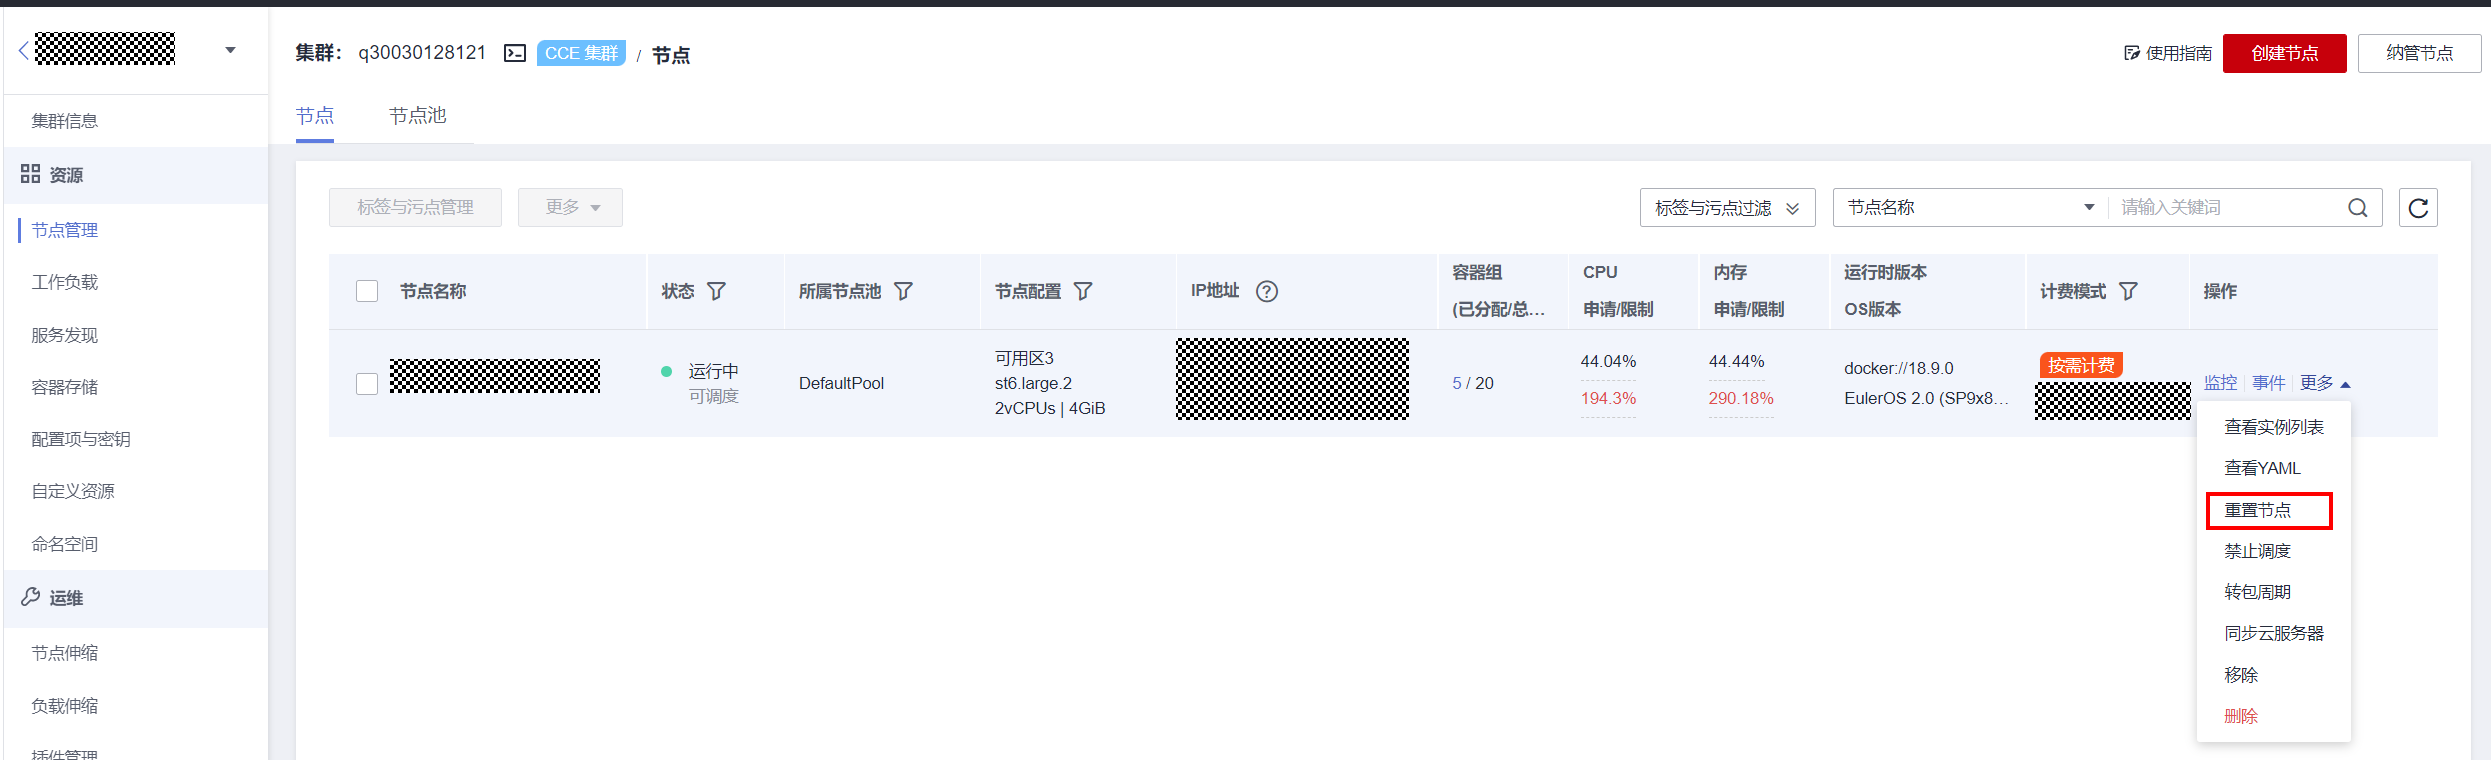 集群： q30030128121 CCE 集群 / 节点
使用指南 创建节点 纳管节点
节点 节点池
集群信息
资源
节点管理
工作负载
服务发现
容器存储
配置项与密钥
自定义资源
命名空间
运维
节点伸缩
负载伸缩
插件管理
标签与污点管理 更多
标签与污点过滤 节点名称 请输入关键词
节点名称 状态 所属节点池 节点配置 IP地址 容器组 CPU 内存 运行时版本 计费模式 操作
(已分配/总... 申请/限制 申请/限制 OS版本
运行中 DefaultPool 可用区3 5 / 20 44.04% 44.44% docker://18.9.0 按需计费 监控 事件 更多
可调度 st6.large.2 194.3% 290.18% EulerOS 2.0 (SP9x8...
2vCPUs | 4GiB
查看实例列表
查看YAML
重置节点
禁止调度
转包周期
同步云服务器
移除
删除